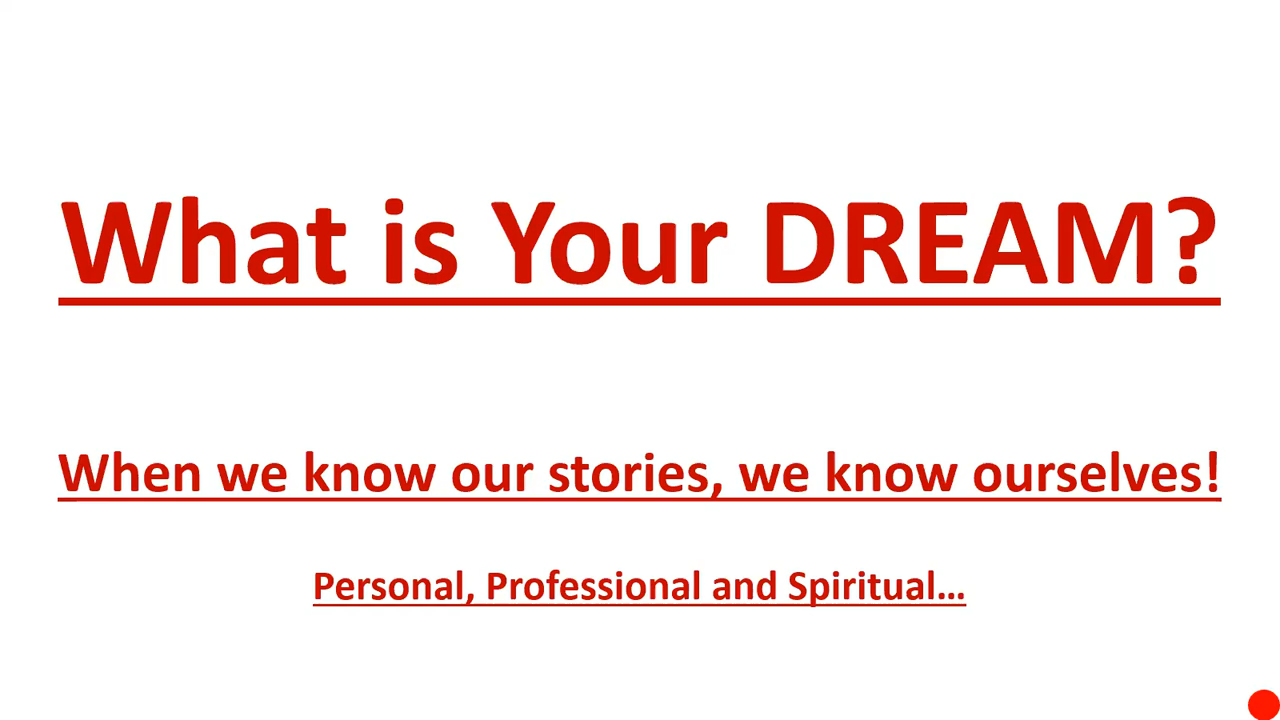 What is Your DREAM?
When we know our stories, we know ourselves!
Personal, Professional and Spiritual…